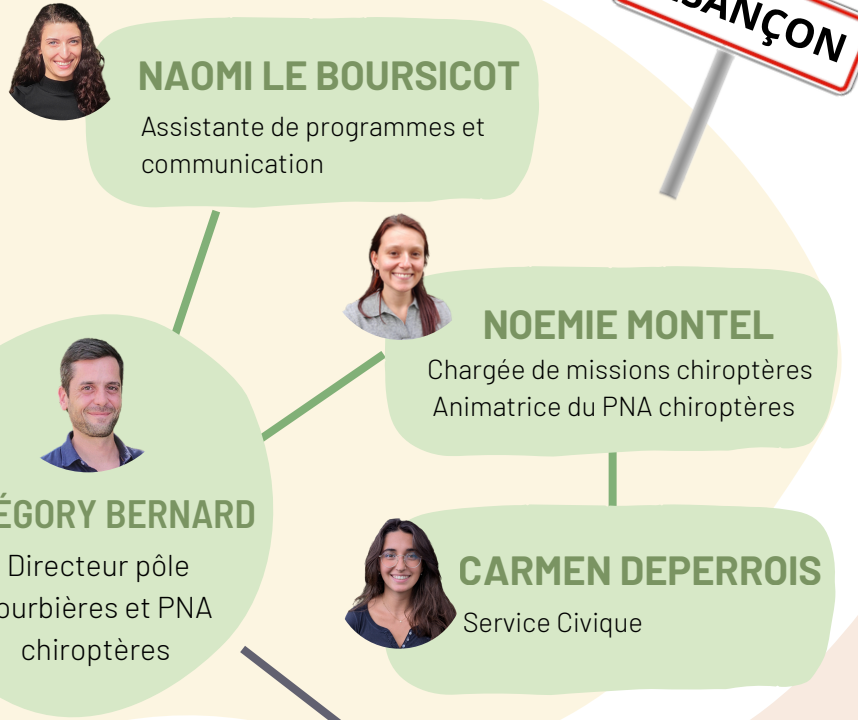 NAOMI LE BOURSICOT
Assistante de programmes et
communication
NOEMIE MONTEL
Chargée de missions chiroptères
Animatrice du PNA chiroptères
ÉGORY BERNARD
Directeur pôle
ourbières et PNA
chiroptères
CARMEN DEPERROIS
Service Civique